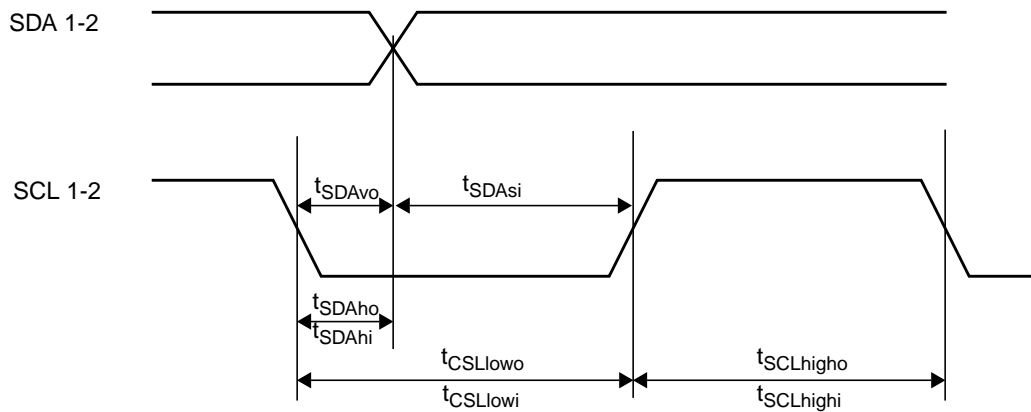 SDA 1-2
SCL 1-2
tSDAvo
tSDAsi
tSDAho
tSDAhi
tCSLlowo
tSCLhigho
tCSLlowi
tSCLhighi